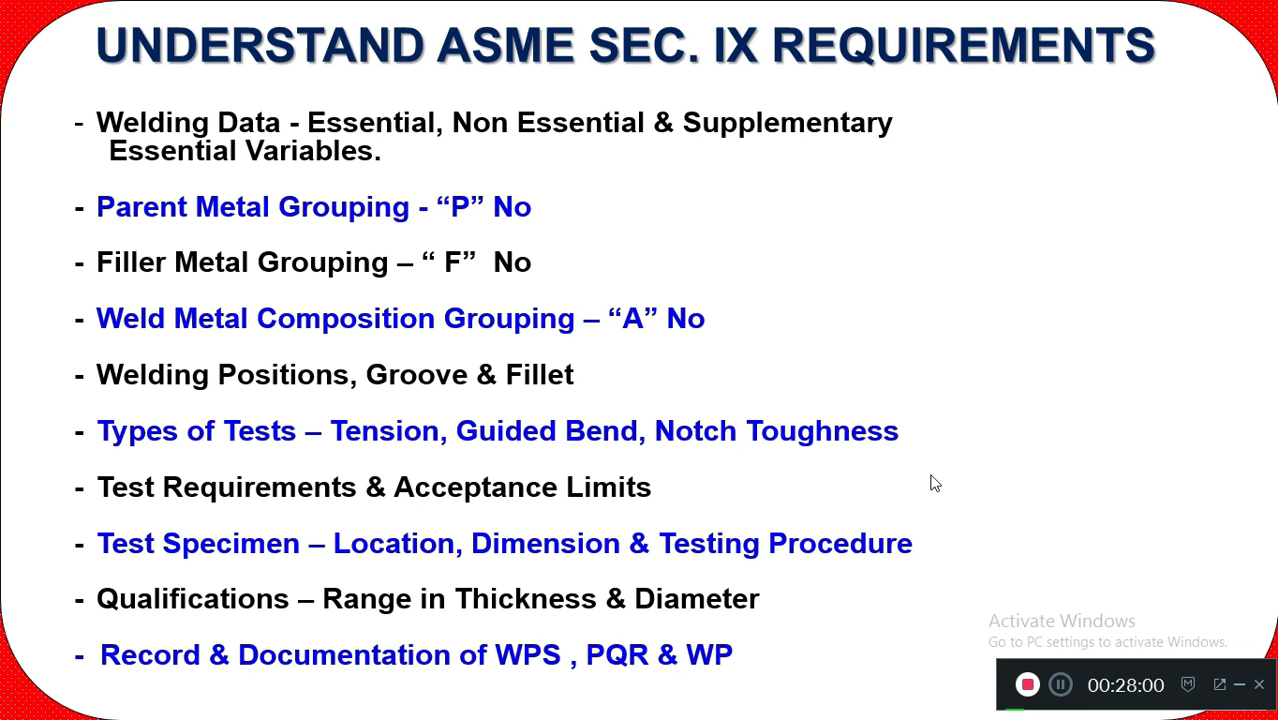 UNDERSTAND ASME SEC. IX REQUIREMENTS
- Welding Data - Essential, Non Essential & Supplementary
Essential Variables.
- Parent Metal Grouping - “P” No
- Filler Metal Grouping – “ F”  No
- Weld Metal Composition Grouping – “A” No
- Welding Positions, Groove & Fillet
- Types of Tests – Tension, Guided Bend, Notch Toughness
- Test Requirements & Acceptance Limits
- Test Specimen – Location, Dimension & Testing Procedure
- Qualifications – Range in Thickness & Diameter
- Record & Documentation of WPS , PQR & WP
Activate Windows
Go to PC settings to activate Windows.
00:28:00